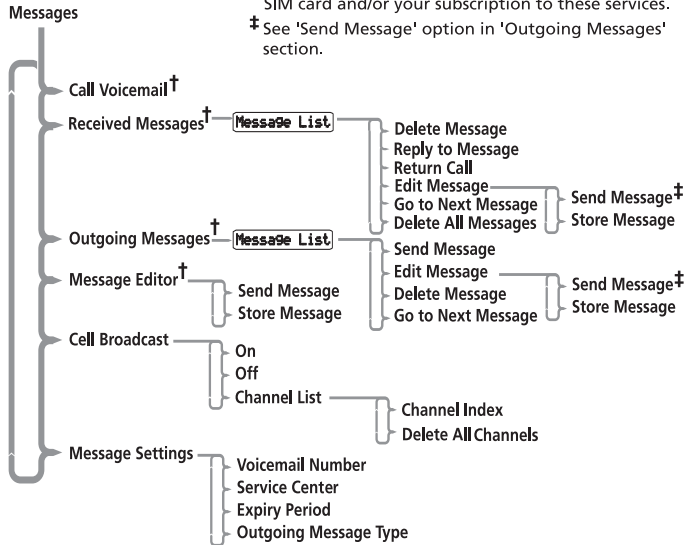 SIM card and/or your subscription to these services.
Messages
‡ See 'Send Message' option in 'Outgoing Messages'
section.
Call Voicemail†
Received Messages†
Message List
Delete Message
Reply to Message
Return Call
Edit Message
Send Message‡
Go to Next Message
Store Message
Delete All Messages
Outgoing Messages†
Message List
Send Message
Edit Message
Send Message‡
Delete Message
Store Message
Go to Next Message
Message Editor†
Send Message
Store Message
Cell Broadcast
On
Off
Channel List
Channel Index
Delete All Channels
Message Settings
Voicemail Number
Service Center
Expiry Period
Outgoing Message Type